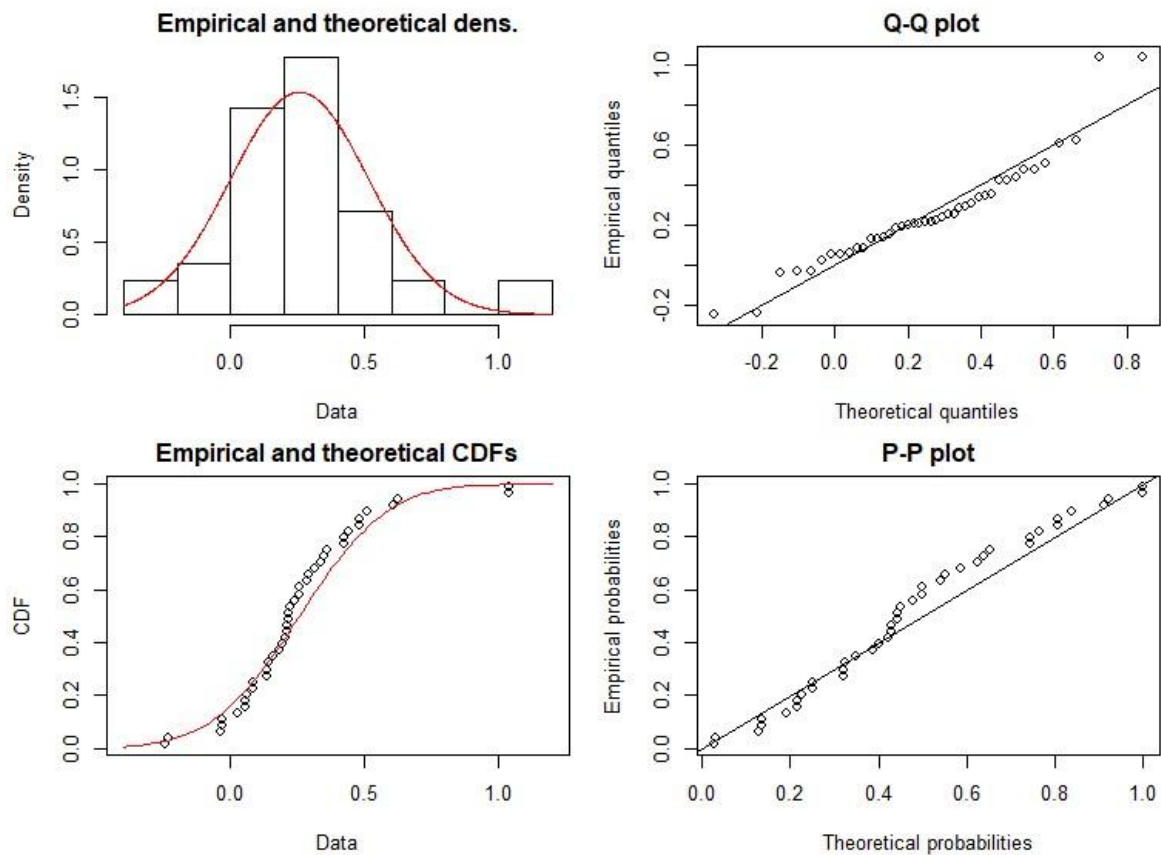 Empirical and theoretical dens.
Density
0.0 0.5 1.0 1.5
0.0 0.5 1.0
Data
Q-Q plot
Empirical quantiles
-0.2 0.2 0.6 1.0
-0.2 0.0 0.2 0.4 0.6 0.8
Theoretical quantiles
Empirical and theoretical CDFs
CDF
0.0 0.2 0.4 0.6 0.8 1.0
0.0 0.5 1.0
Data
P-P plot
Empirical probabilities
0.0 0.2 0.4 0.6 0.8 1.0
0.0 0.2 0.4 0.6 0.8 1.0
Theoretical probabilities